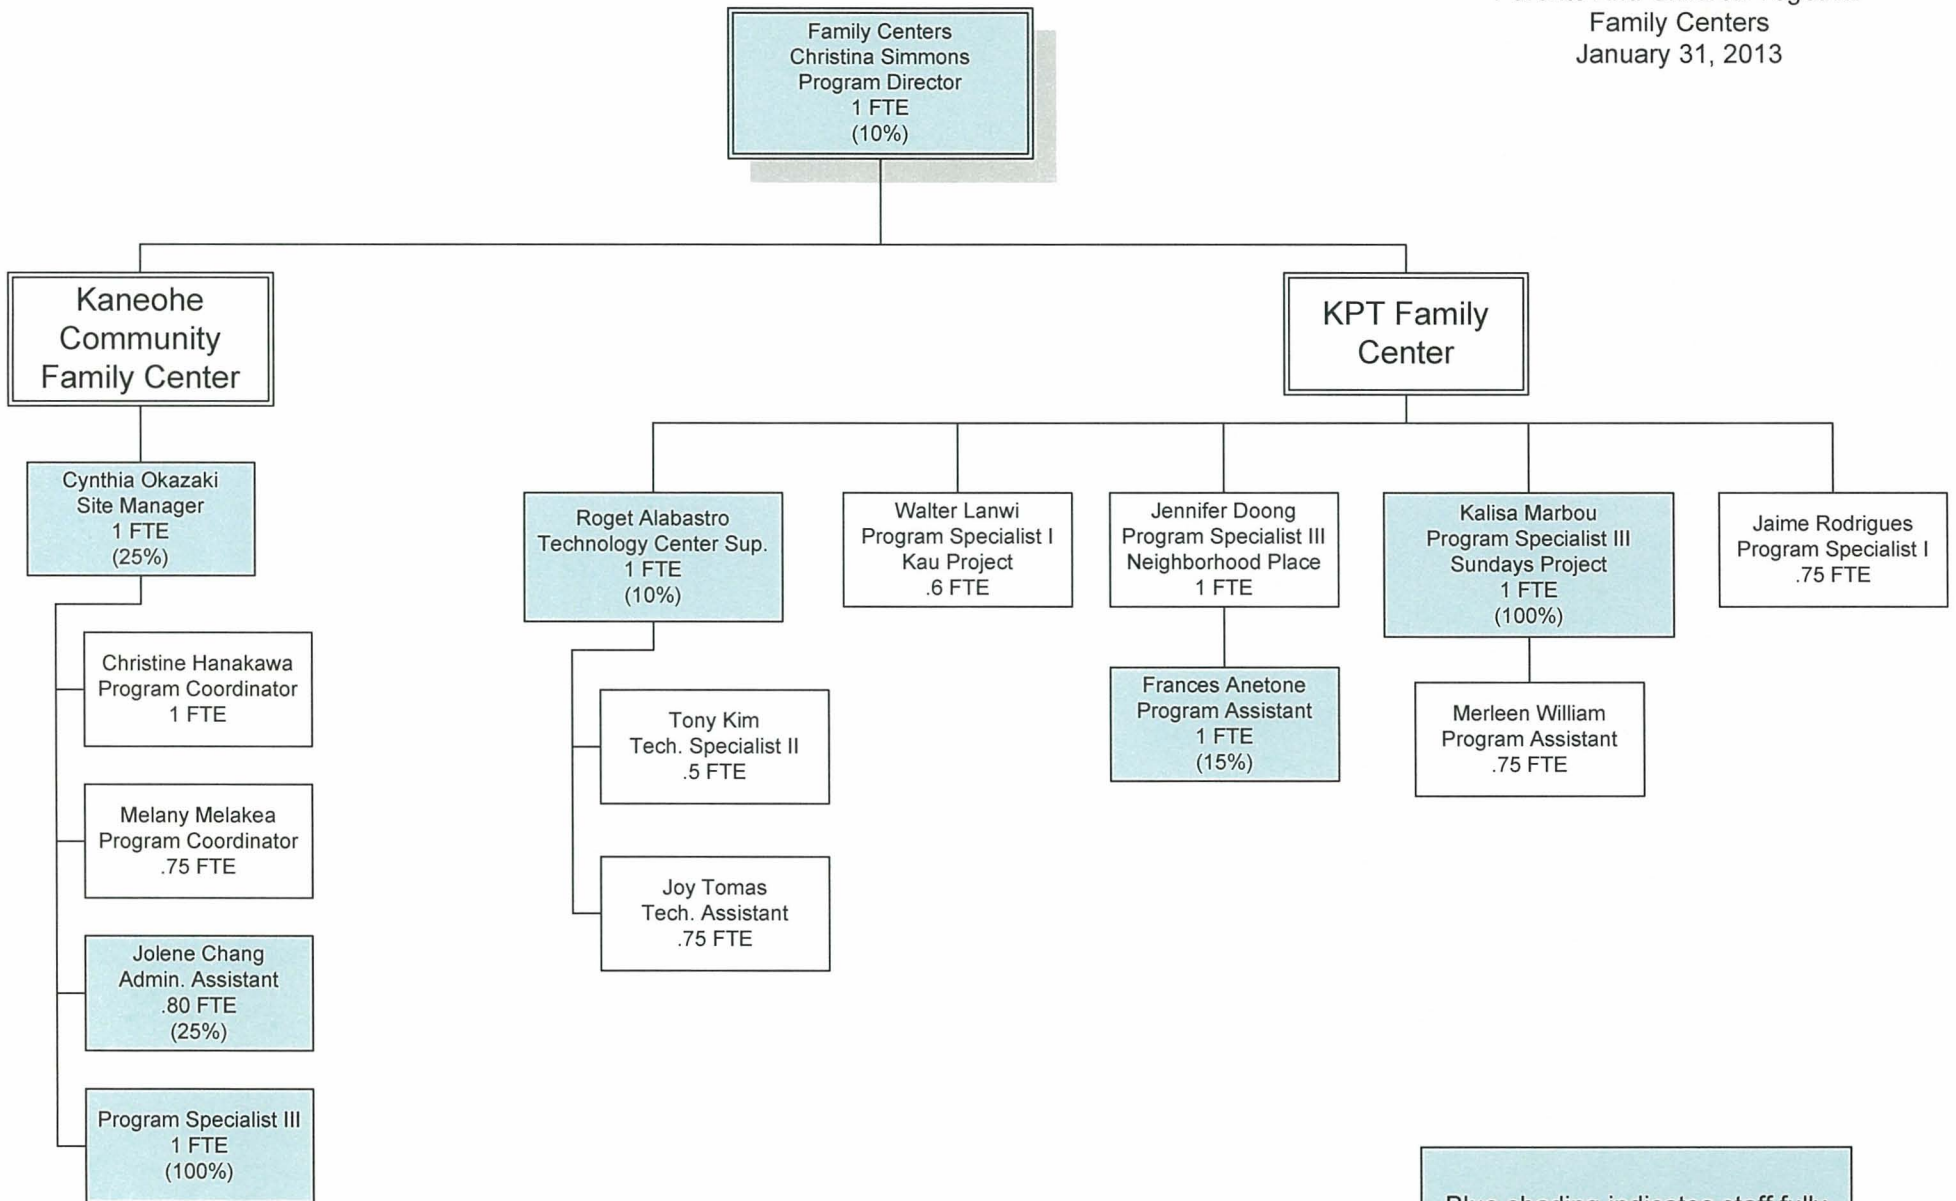 Family Centers
January 31, 2013
Family Centers
Christina Simmons
Program Director
1 FTE
(10%)
Kaneohe
Community
Family Center
KPT Family
Center
Cynthia Okazaki
Site Manager
1 FTE
(25%)
Christine Hanakawa
Program Coordinator
1 FTE
Melany Melakea
Program Coordinator
.75 FTE
Jolene Chang
Admin. Assistant
.80 FTE
(25%)
Program Specialist III
1 FTE
(100%)
Roget Alabastro
Technology Center Sup.
1 FTE
(10%)
Tony Kim
Tech. Specialist II
.5 FTE
Joy Tomas
Tech. Assistant
.75 FTE
Walter Lanwi
Program Specialist I
Kau Project
.6 FTE
Jennifer Doong
Program Specialist III
Neighborhood Place
1 FTE
Frances Anetone
Program Assistant
1 FTE
(15%)
Kalisa Marbou
Program Specialist III
Sundays Project
1 FTE
(100%)
Merleen William
Program Assistant
.75 FTE
Jaime Rodrigues
Program Specialist I
.75 FTE
Blue shading indicates staff fully